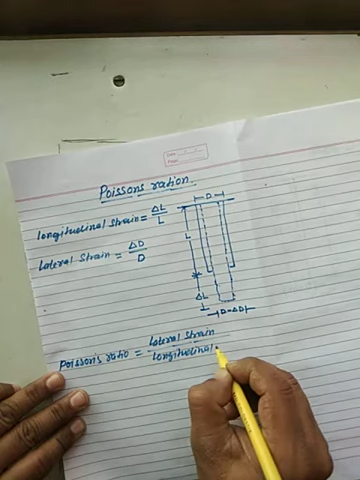 Poissons ration
longitudinal strain = ΔL/L
lateral strain = ΔD/D
D
L
ΔL
D-ΔD
Poisson's ratio = lateral strain/longitudinal